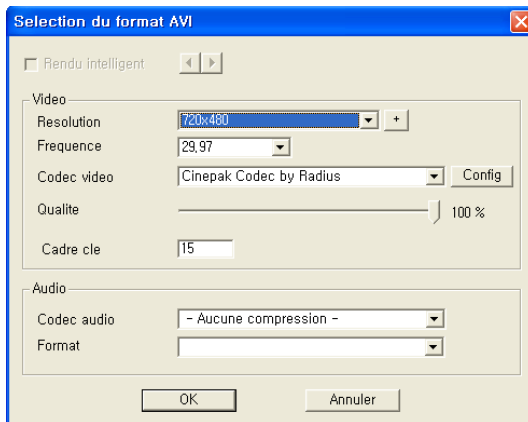 Selection du format AVI
Rendu intelligent
Video
Resolution 720x480 +
Frequence 29,97
Codec video Cinepak Codec by Radius Config
Qualite 100 %
Cadre cle 15
Audio
Codec audio - Aucune compression -
Format
OK Annuler